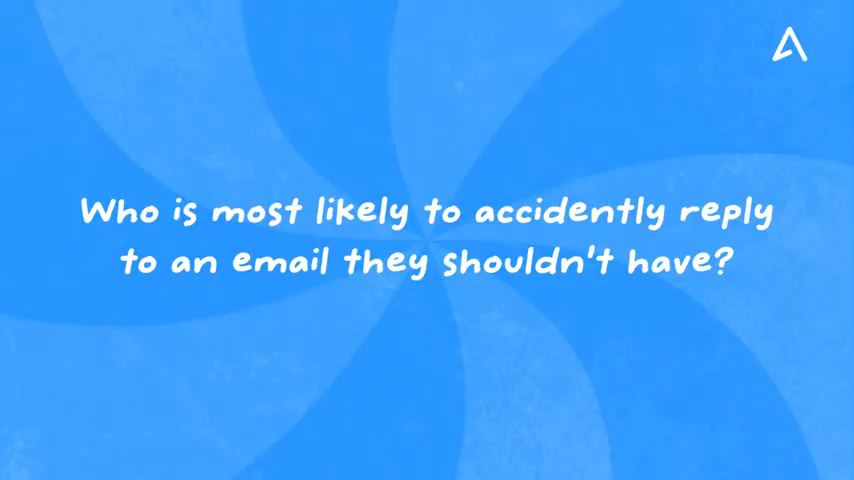 Who is most likely to accidently reply
to an email they shouldn't have?